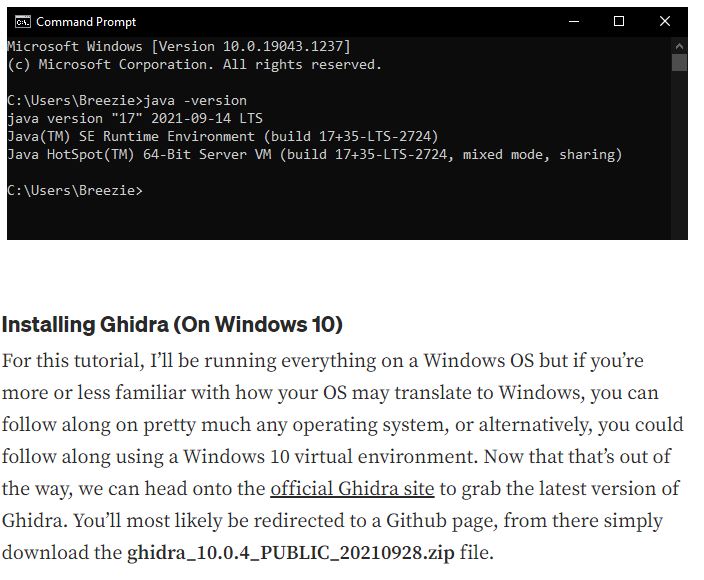 Command Prompt
Microsoft Windows [Version 10.0.19043.1237]
(c) Microsoft Corporation. All rights reserved.
C:\Users\Breezie>java -version
java version "17" 2021-09-14 LTS
Java(TM) SE Runtime Environment (build 17+35-LTS-2724)
Java HotSpot(TM) 64-Bit Server VM (build 17+35-LTS-2724, mixed mode, sharing)
C:\Users\Breezie>
Installing Ghidra (On Windows 10)
For this tutorial, I’ll be running everything on a Windows OS but if you’re
more or less familiar with how your OS may translate to Windows, you can
follow along on pretty much any operating system, or alternatively, you could
follow along using a Windows 10 virtual environment. Now that that’s out of
the way, we can head onto the official Ghidra site to grab the latest version of
Ghidra. You’ll most likely be redirected to a Github page, from there simply
download the ghidra_10.0.4_PUBLIC_20210928.zip file.